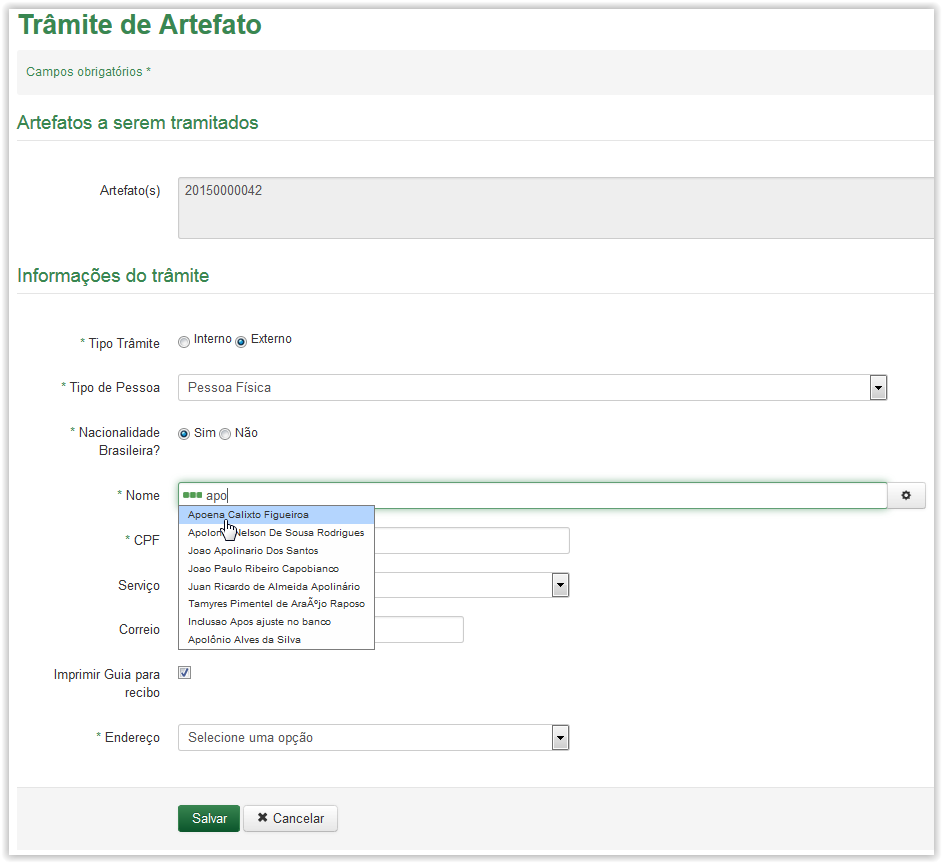 Trâmite de Artefato
Campos obrigatórios *
Artefatos a serem tramitados
Artefato(s)
20150000042
Informações do trâmite
* Tipo Trâmite
Interno
Externo
* Tipo de Pessoa
Pessoa Física
* Nacionalidade
Brasileira?
Sim
Não
* Nome
apo
Apoena Calixto Figueiroa
Nelson De Sousa Rodrigues
Joao Apolinario Dos Santos
Joao Paulo Ribeiro Capobianco
Juan Ricardo de Almeida Apolinário
Tamyres Pimentel de AraÃºjo Raposo
Inclusao Apos ajuste no banco
Apolônio Alves da Silva
* CPF
Serviço
Correio
Imprimir Guia para
recibo
* Endereço
Selecione uma opção
Salvar
Cancelar